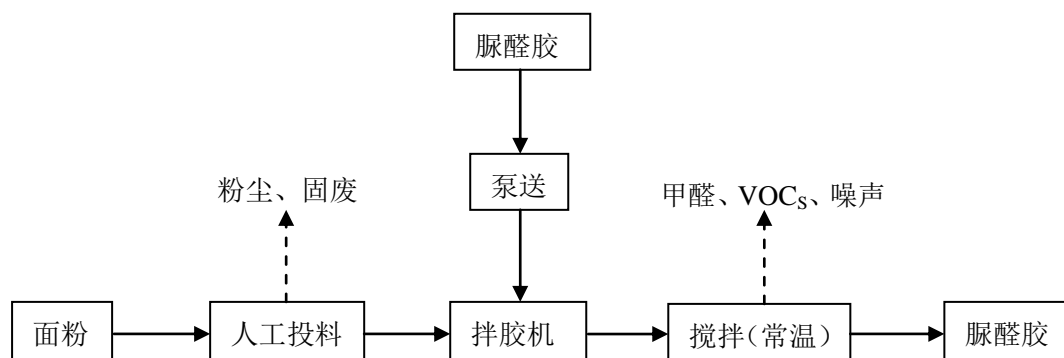 脲醛胶
泵送
粉尘、固废
甲醛、VOCs、噪声
面粉
人工投料
拌胶机
搅拌（常温）
脲醛胶